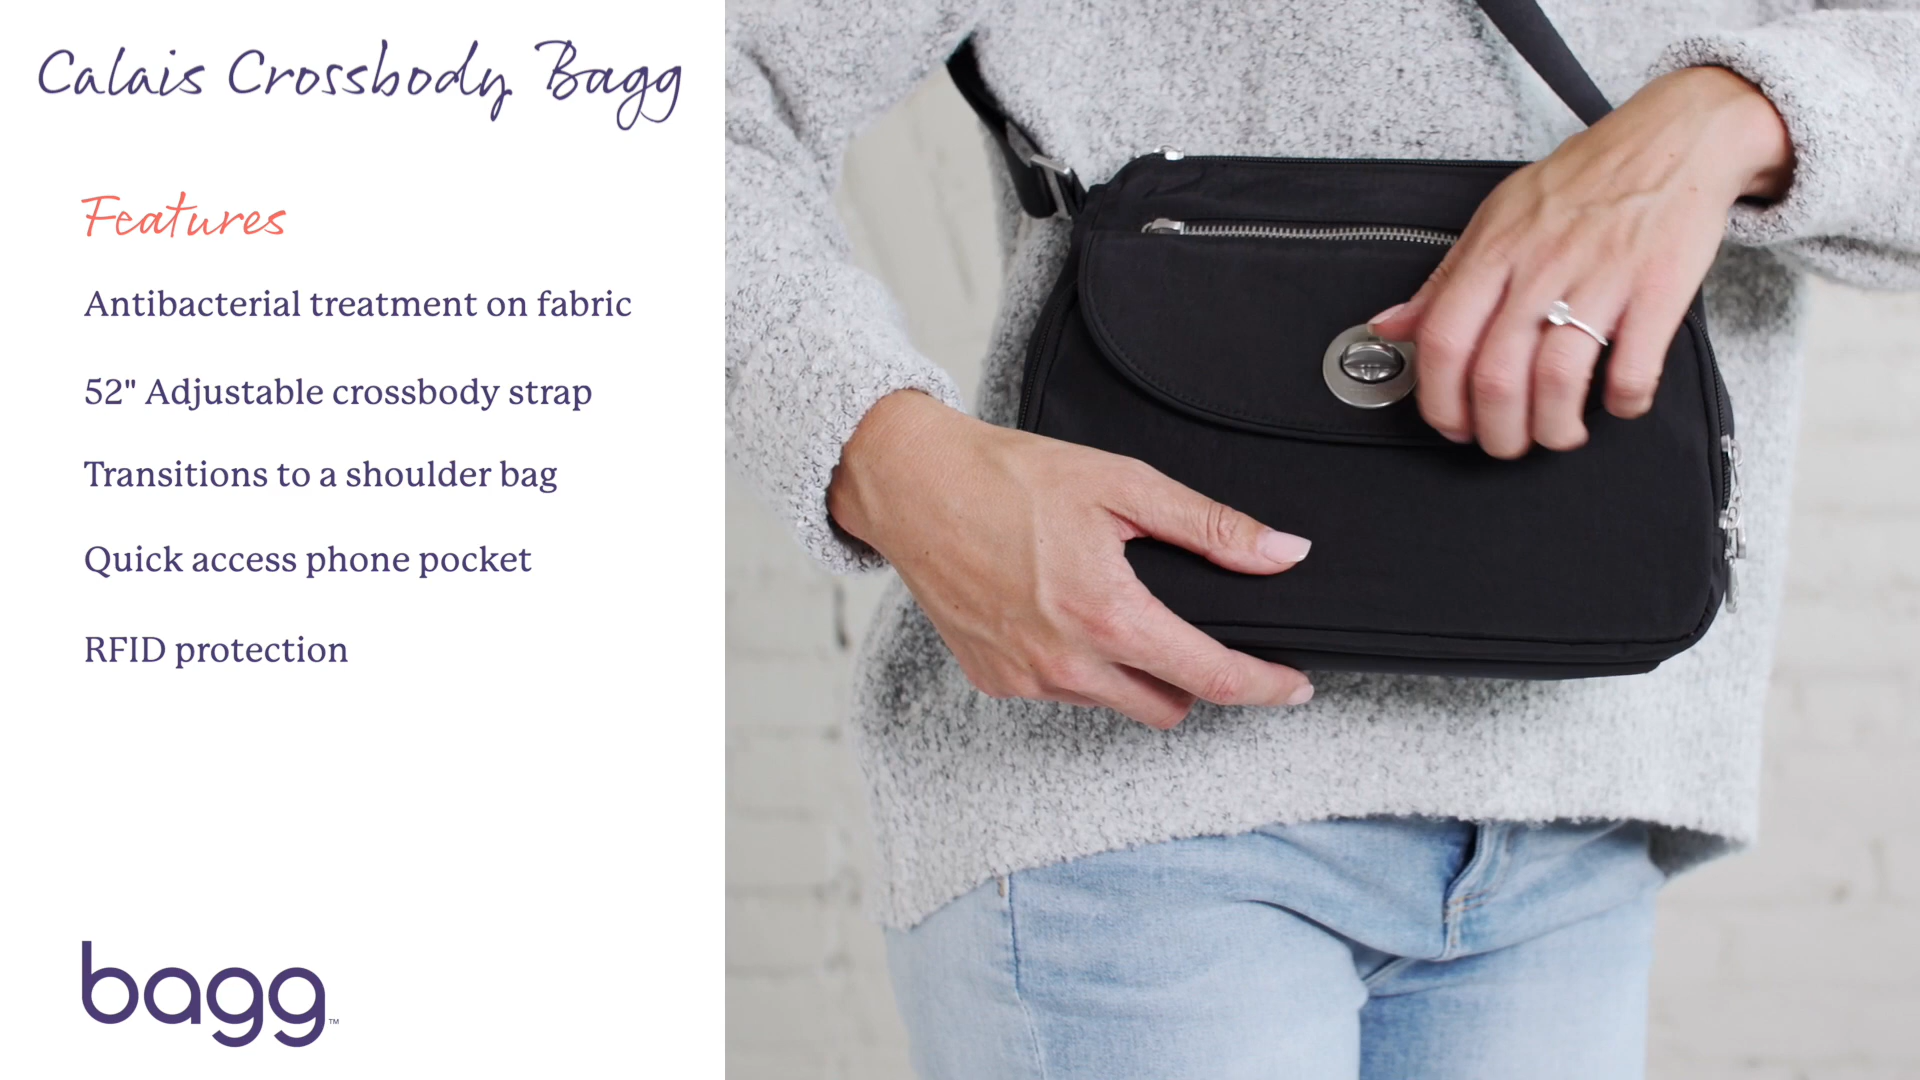 Calais Crossbody Bagg
Features
Antibacterial treatment on fabric
52" Adjustable crossbody strap
Transitions to a shoulder bag
Quick access phone pocket
RFID protection
bagg™